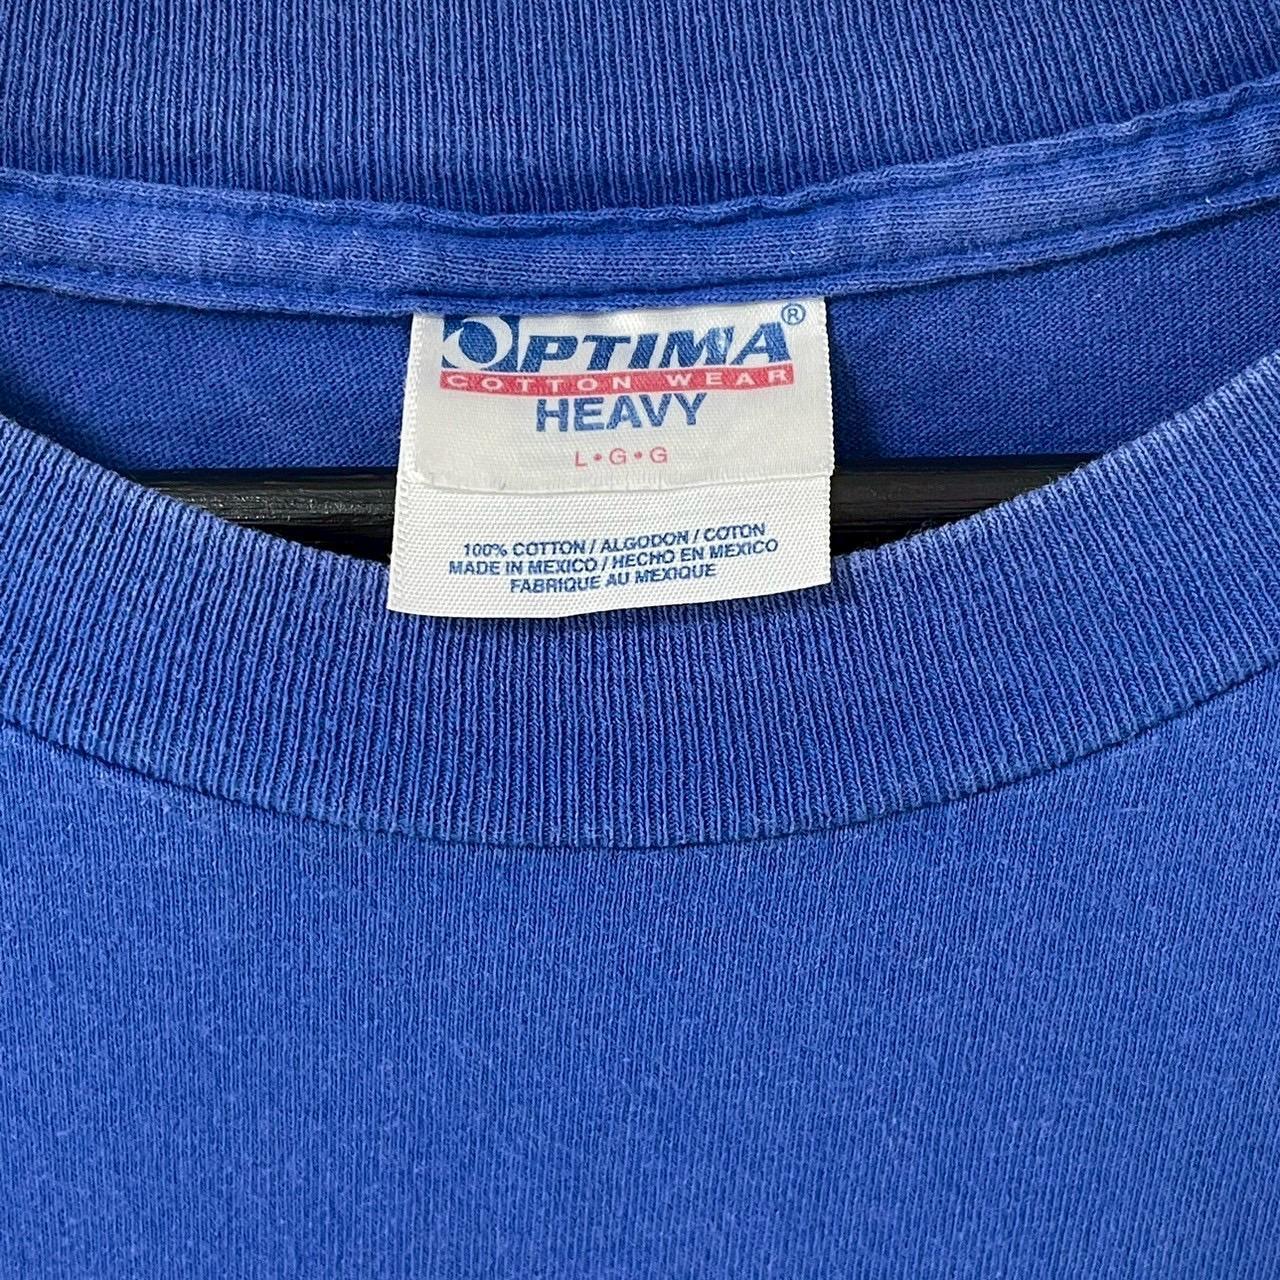 OPTIMA®
COTTON WEAR
HEAVY
L•G•G
100% COTTON / ALGODON / COTON
MADE IN MEXICO / HECHO EN MEXICO
FABRIQUE AU MEXIQUE